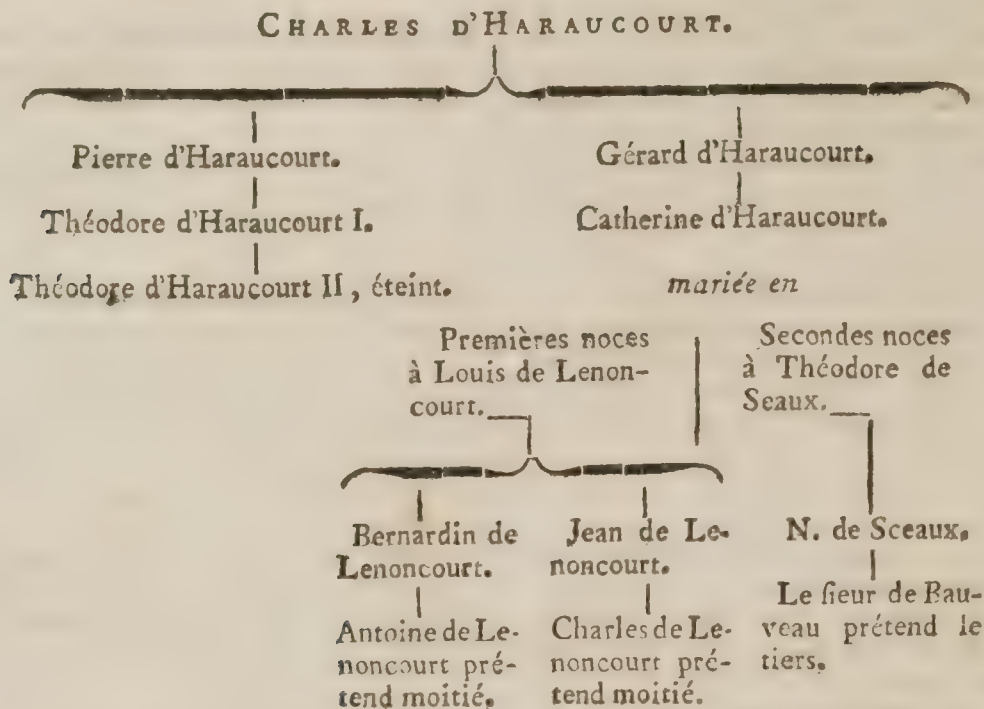 CHARLES D'HARAUCOURT.
Pierre d'Haraucourt.
Gérard d'Haraucourt.
Théodore d'Haraucourt I.
Catherine d'Haraucourt.
Théodore d'Haraucourt II, éteint.
mariée en
Premières noces
à Louis de Lenon-
court.
Secondes noces
à Théodore de
Seaux.
Bernardin de
Lenoncourt.
Jean de Le-
noncourt.
N. de Sceaux.
Antoine de Le-
noncourt pré-
tend moitié.
Charles de Le-
noncourt pré-
tend moitié.
Le sieur de Bau-
veau prétend le
tiers.